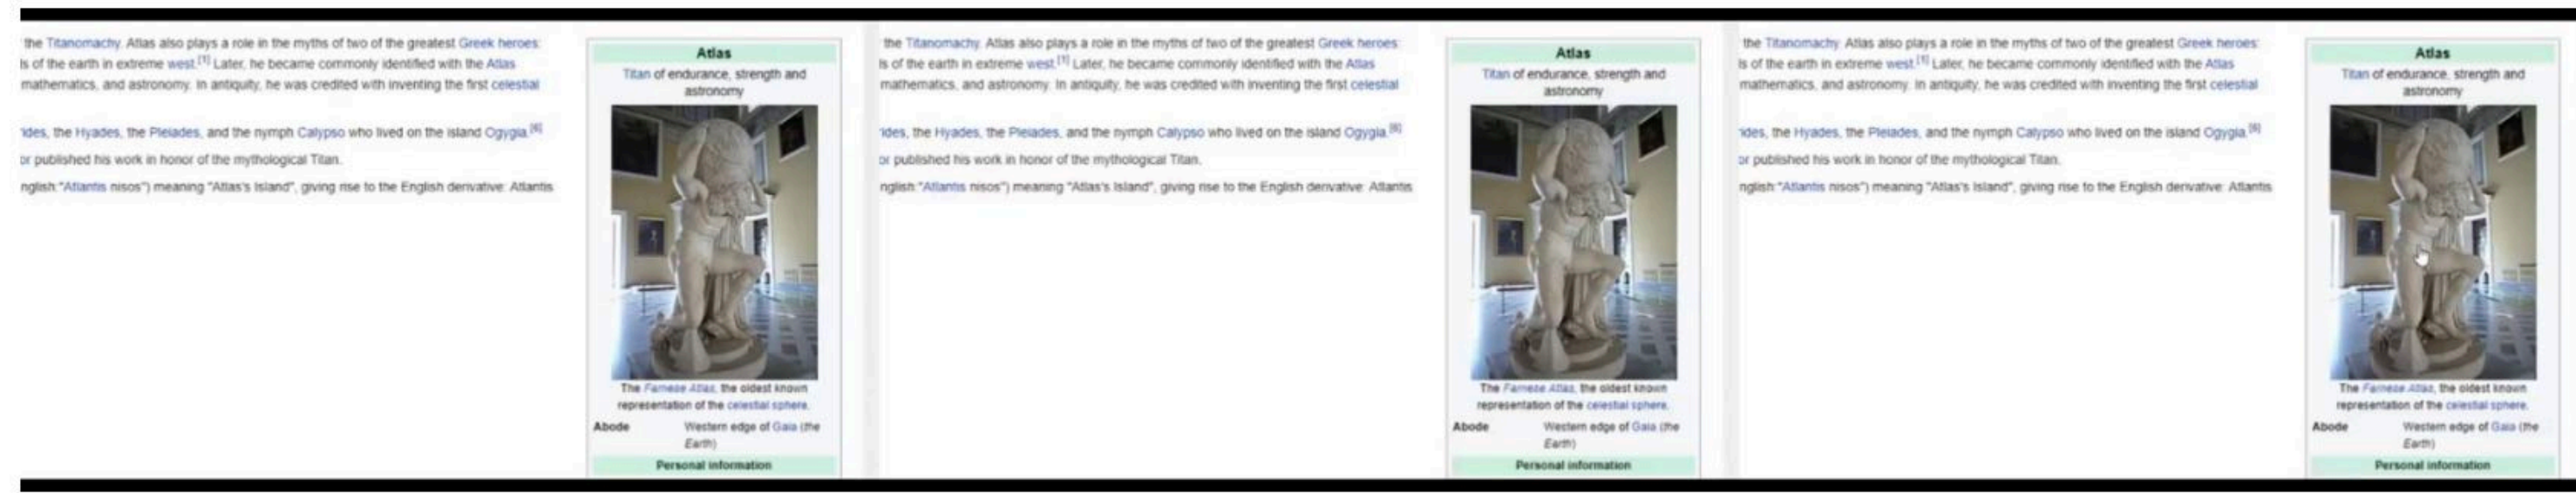 the Titanomachy. Atlas also plays a role in the myths of two of the greatest Greek heroes:
ls of the earth in extreme west.[1] Later, he became commonly identified with the Atlas
mathematics, and astronomy. In antiquity, he was credited with inventing the first celestial
ides, the Hyades, the Pleiades, and the nymph Calypso who lived on the island Ogygia.[6]
or published his work in honor of the mythological Titan.
nglish:"Atlantis nisos") meaning "Atlas's Island", giving rise to the English derivative: Atlantis
Atlas
Titan of endurance, strength and
astronomy
The Farnese Atlas, the oldest known
representation of the celestial sphere.
Abode Western edge of Gaia (the
Earth)
Personal information
the Titanomachy. Atlas also plays a role in the myths of two of the greatest Greek heroes:
ls of the earth in extreme west.[1] Later, he became commonly identified with the Atlas
mathematics, and astronomy. In antiquity, he was credited with inventing the first celestial
ides, the Hyades, the Pleiades, and the nymph Calypso who lived on the island Ogygia.[6]
or published his work in honor of the mythological Titan.
nglish:"Atlantis nisos") meaning "Atlas's Island", giving rise to the English derivative: Atlantis
Atlas
Titan of endurance, strength and
astronomy
The Farnese Atlas, the oldest known
representation of the celestial sphere.
Abode Western edge of Gaia (the
Earth)
Personal information
the Titanomachy. Atlas also plays a role in the myths of two of the greatest Greek heroes:
ls of the earth in extreme west.[1] Later, he became commonly identified with the Atlas
mathematics, and astronomy. In antiquity, he was credited with inventing the first celestial
ides, the Hyades, the Pleiades, and the nymph Calypso who lived on the island Ogygia.[6]
or published his work in honor of the mythological Titan.
nglish:"Atlantis nisos") meaning "Atlas's Island", giving rise to the English derivative: Atlantis
Atlas
Titan of endurance, strength and
astronomy
The Farnese Atlas, the oldest known
representation of the celestial sphere.
Abode Western edge of Gaia (the
Earth)
Personal information